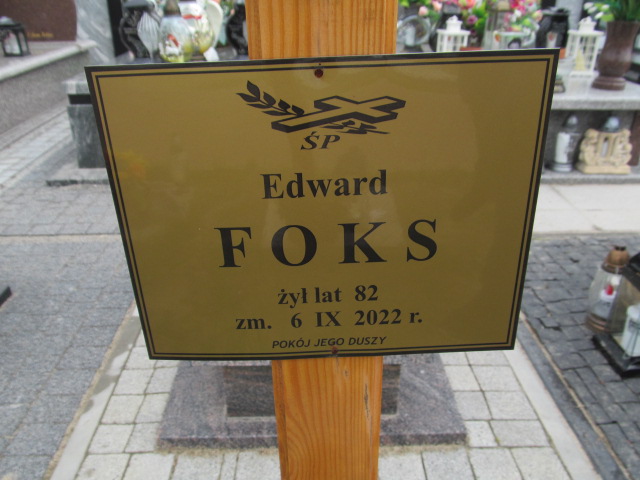 ŚP
Edward
FOKS
żył lat 82
zm. 6 IX 2022 r.
POKÓJ JEGO DUSZY